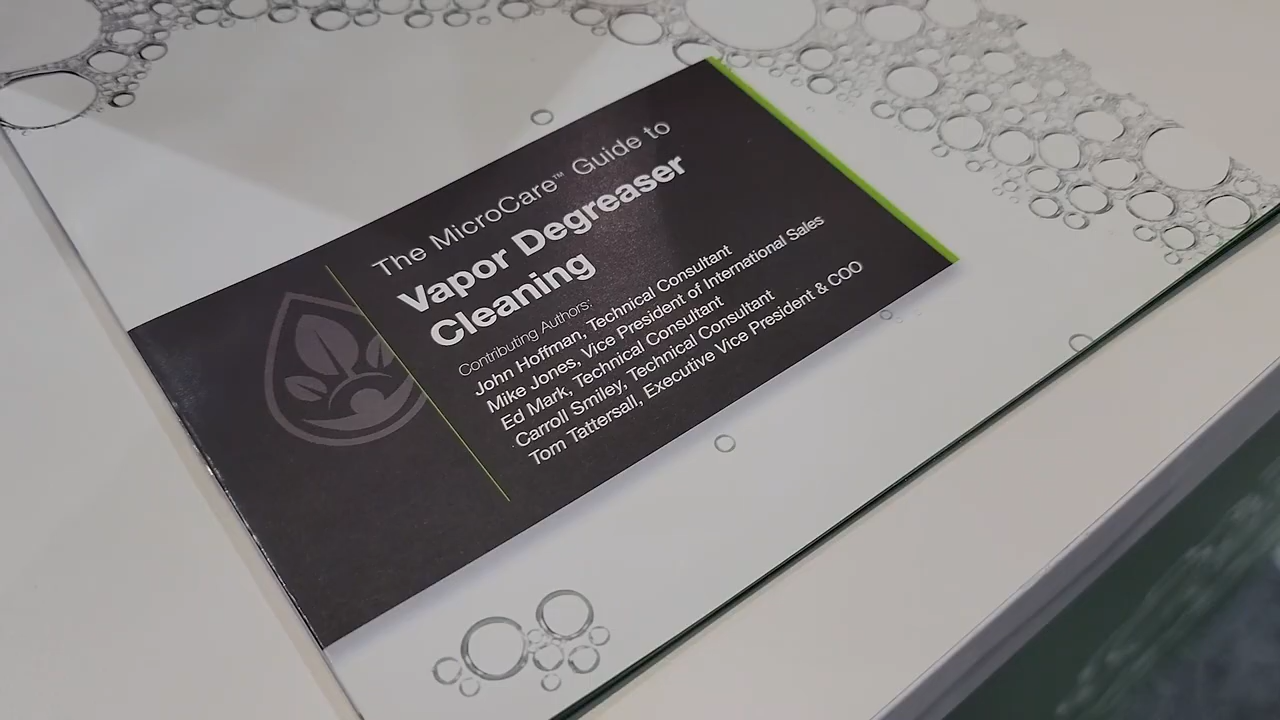 The MicroCare™ Guide to
Vapor Degreaser
Cleaning
Contributing Authors:
John Hoffman, Technical Consultant
Mike Jones, Vice President of International Sales
Ed Mark, Technical Consultant
Carroll Smiley, Technical Consultant
Tom Tattersall, Executive Vice President & COO